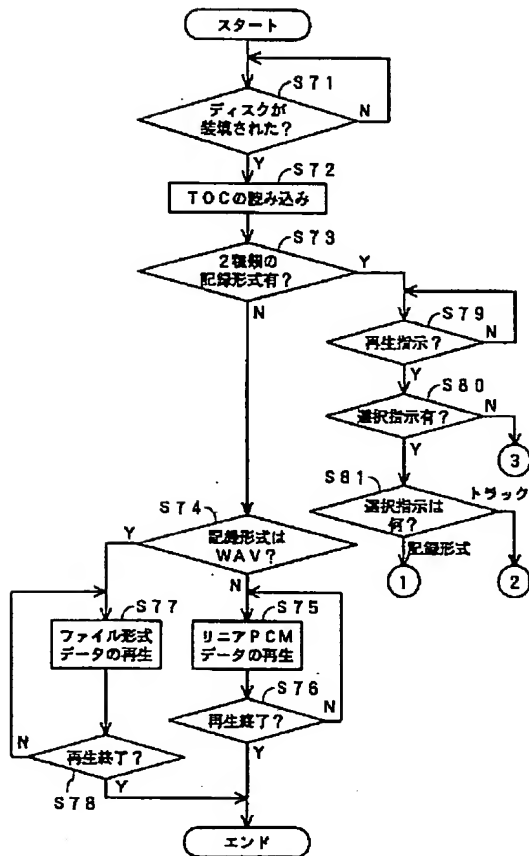 スタート
S71
ディスクが
装填された?
N
Y
S72
TOCの読み込み
S73
2種類の
記録形式有?
Y
N
S79
再生指示?
N
Y
S80
選択指示有?
N
Y
3
S81
選択指示は
何?
トラック
記録形式
1
2
S74
記録形式は
WAV?
Y
N
S77
ファイル形式
データの再生
S75
リニアPCM
データの再生
S76
再生終了?
N
Y
再生終了?
N
Y
S78
エンド